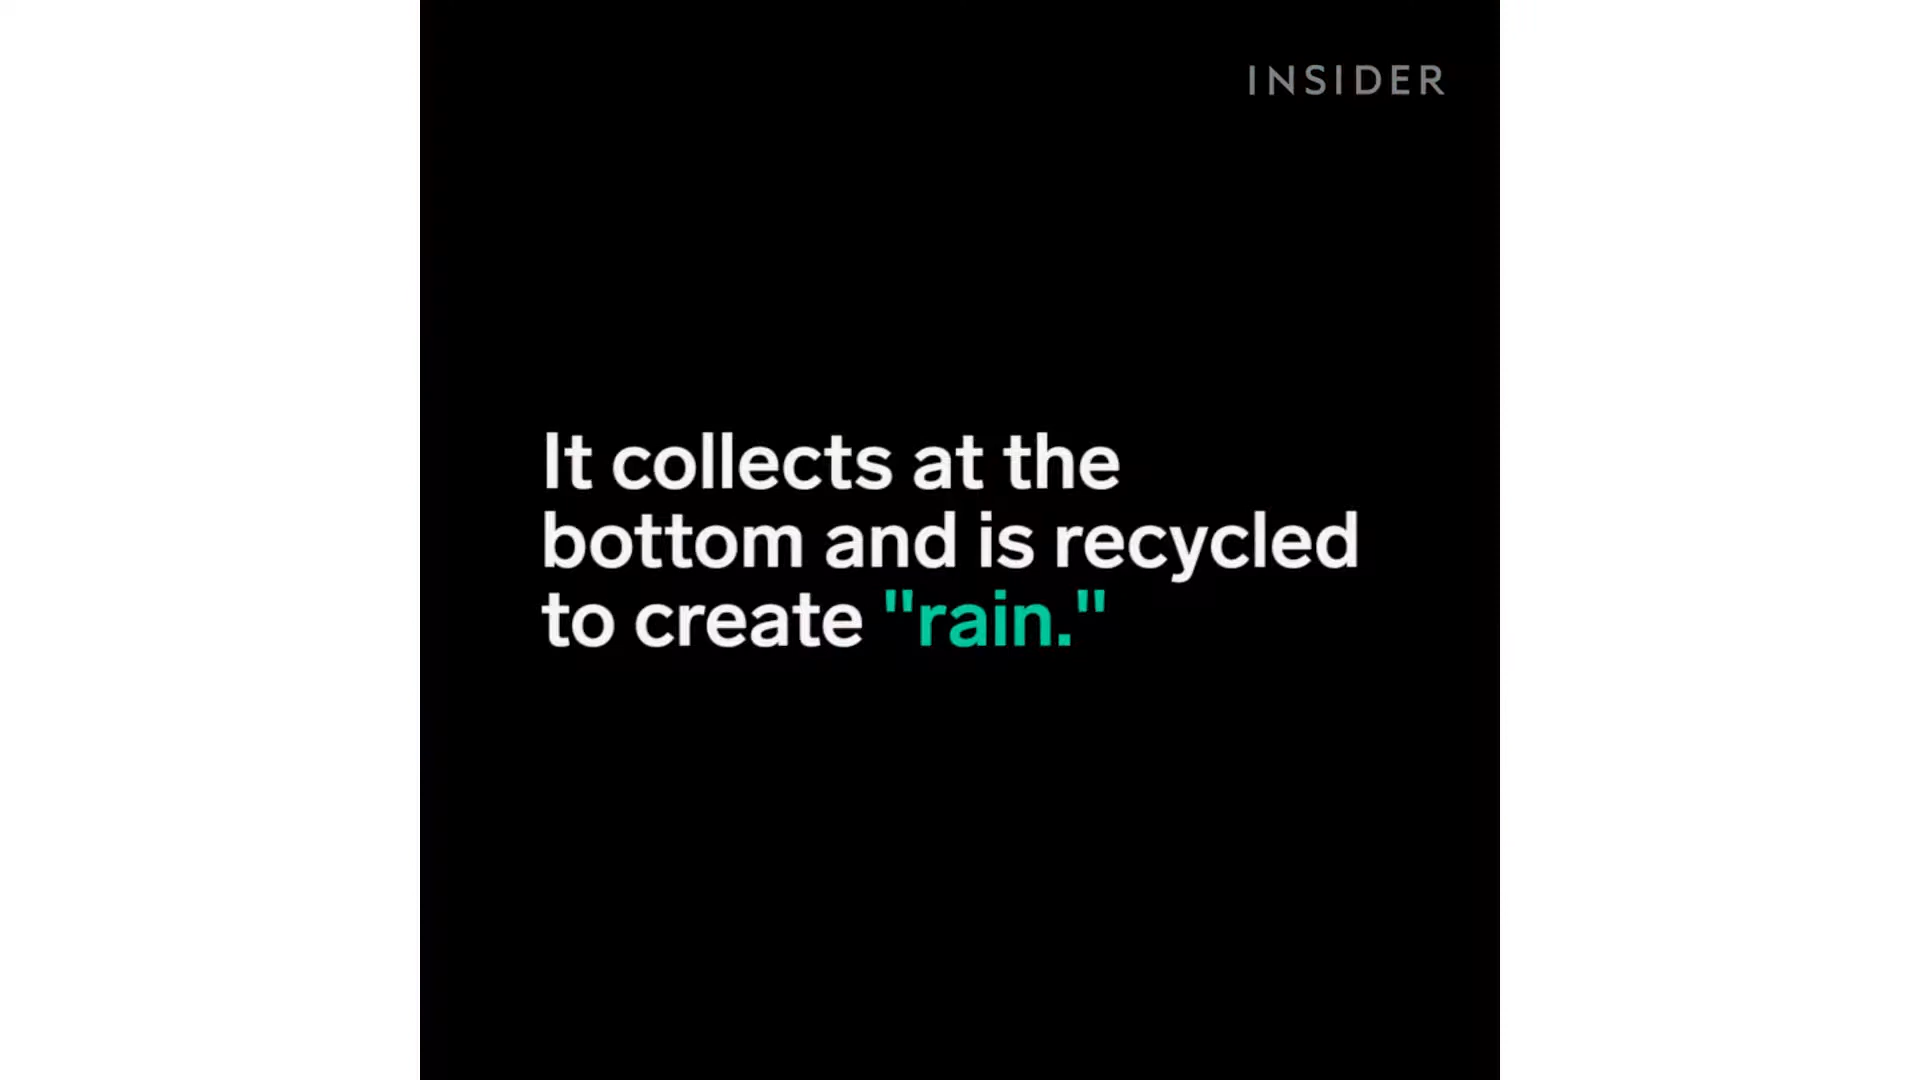 INSIDER
It collects at the
bottom and is recycled
to create "rain."